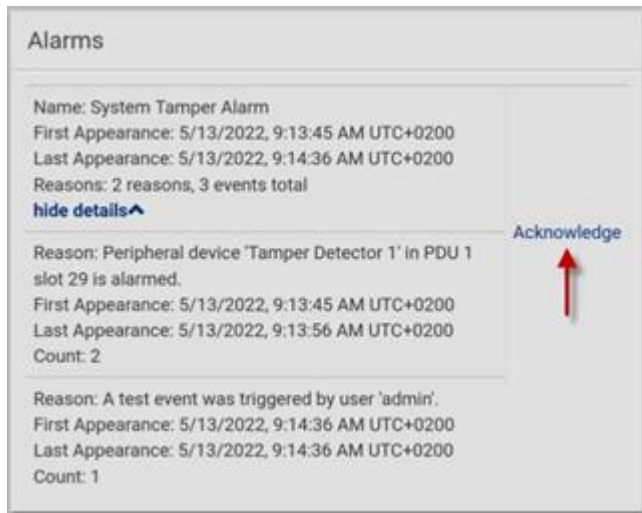 Alarms
Name: System Tamper Alarm
First Appearance: 5/13/2022, 9:13:45 AM UTC+0200
Last Appearance: 5/13/2022, 9:14:36 AM UTC+0200
Reasons: 2 reasons, 3 events total
hide details
Acknowledge
Reason: Peripheral device 'Tamper Detector 1' in PDU 1
slot 29 is alarmed.
First Appearance: 5/13/2022, 9:13:45 AM UTC+0200
Last Appearance: 5/13/2022, 9:13:56 AM UTC+0200
Count: 2
Reason: A test event was triggered by user 'admin'.
First Appearance: 5/13/2022, 9:14:36 AM UTC+0200
Last Appearance: 5/13/2022, 9:14:36 AM UTC+0200
Count: 1